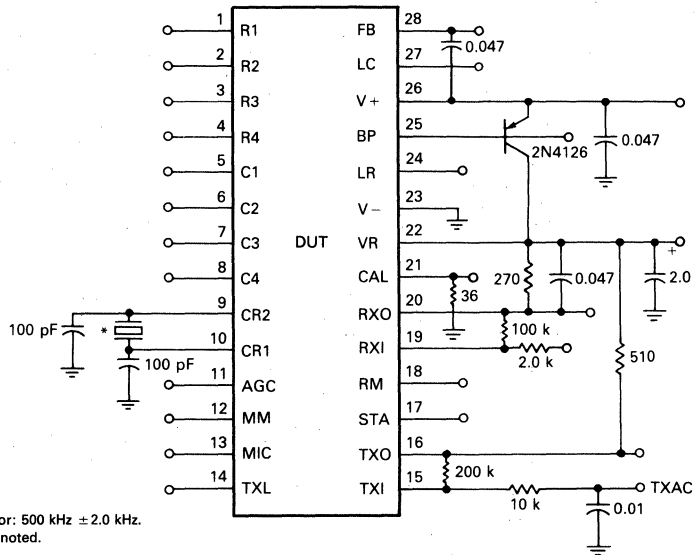 1 R1 FB 28
0.047
2 R2 LC 27
3 R3 V+ 26
4 R4 BP 25
2N4126
0.047
5 C1 LR 24
6 C2 V− 23
7 C3 DUT VR 22
+
8 C4 CAL 21
36
270
0.047
2.0
9 CR2 RXO 20
100 pF
*
100 k
10 CR1 RXI 19
100 pF
2.0 k
510
11 AGC RM 18
12 MM STA 17
13 MIC TXO 16
200 k
14 TXL TXI 15
TXAC
10 k
0.01
or: 500 kHz ±2.0 kHz.
noted.